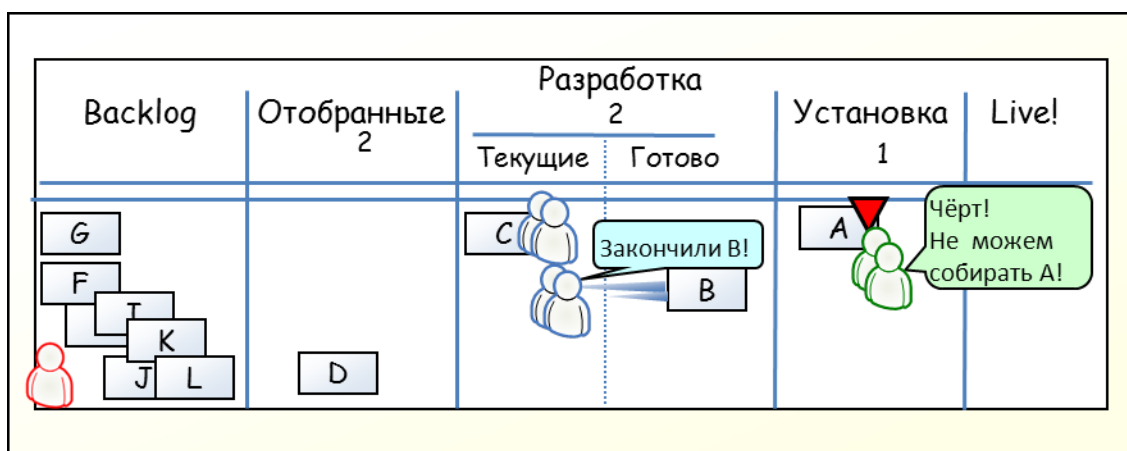 Backlog
Отобранные
2
Разработка
2
Текущие
Готово
Установка
1
Live!
G
F
K
J
L
D
C
Закончили B!
B
A
Чёрт!
Не можем
собирать A!